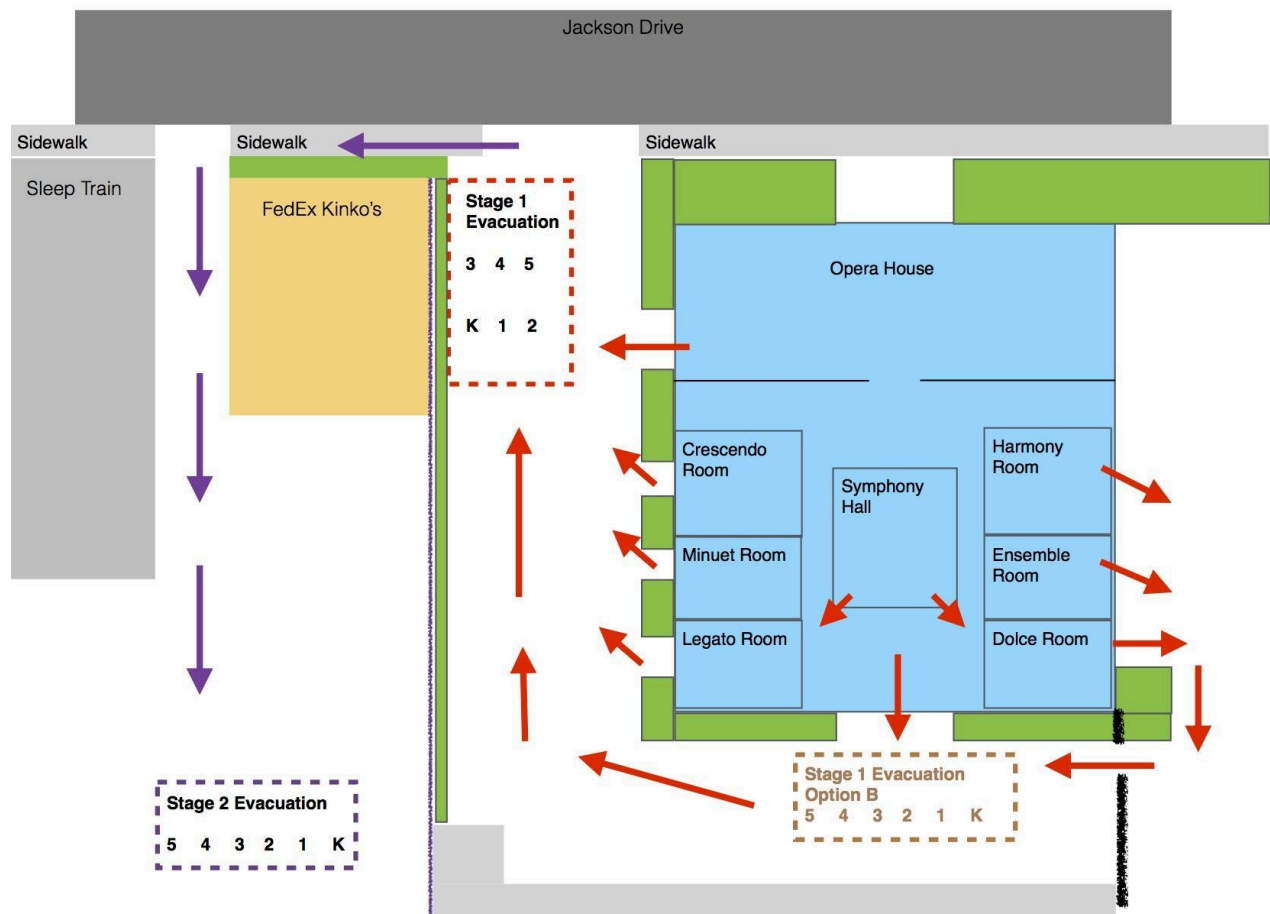 Jackson Drive
Sidewalk
Sidewalk
Sidewalk
Sleep Train
FedEx Kinko's
Stage 1
Evacuation
3 4 5
K 1 2
Opera House
Crescendo
Room
Harmony
Room
Symphony
Hall
Minuet Room
Ensemble
Room
Legato Room
Dolce Room
Stage 1 Evacuation
Option B
5 4 3 2 1 K
Stage 2 Evacuation
5 4 3 2 1 K